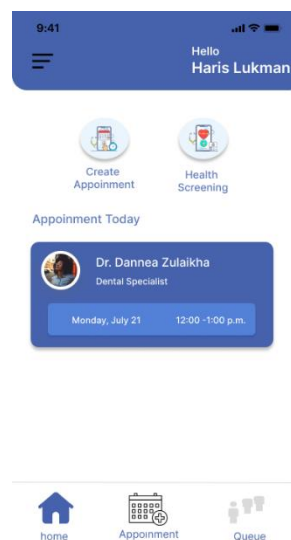 9:41
Hello
Haris Lukman
Create
Appoinment
Health
Screening
Appoinment Today
Dr. Dannea Zulaikha
Dental Specialist
Monday, July 21 12:00 -1:00 p.m.
home Appoinment Queue